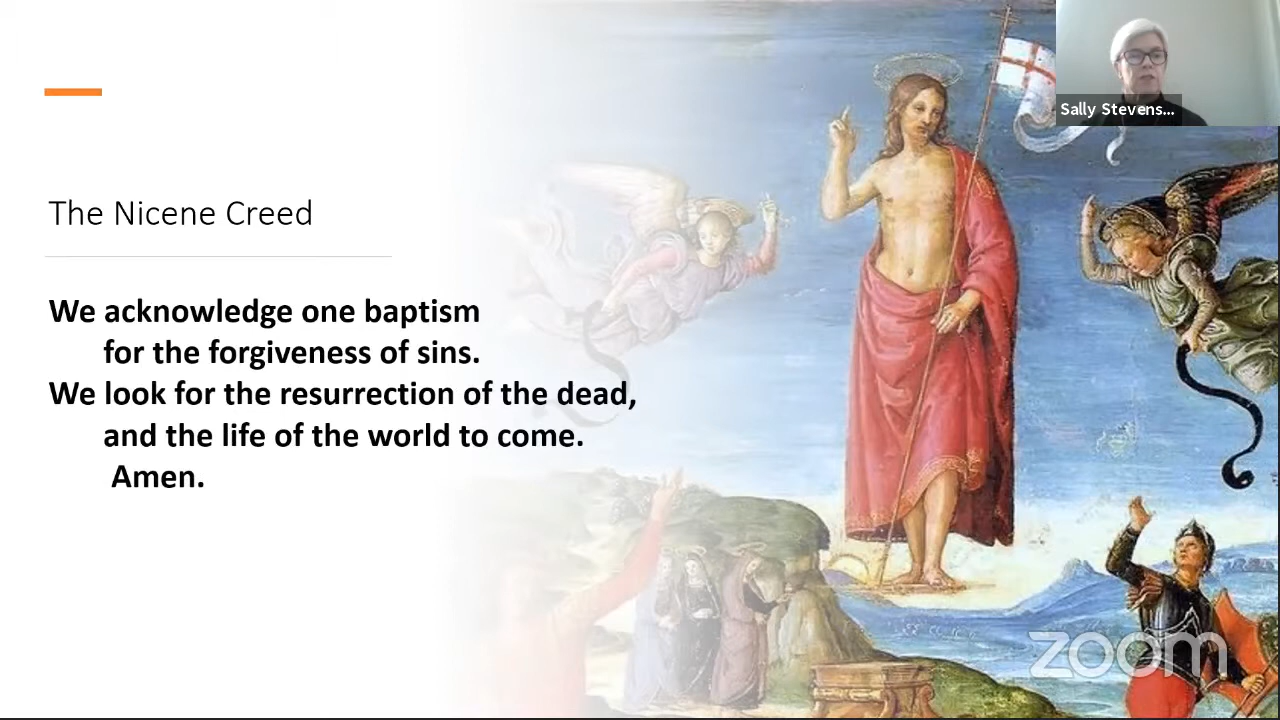 Sally Stevens...
The Nicene Creed
We acknowledge one baptism
for the forgiveness of sins.
We look for the resurrection of the dead,
and the life of the world to come.
Amen.
zoom